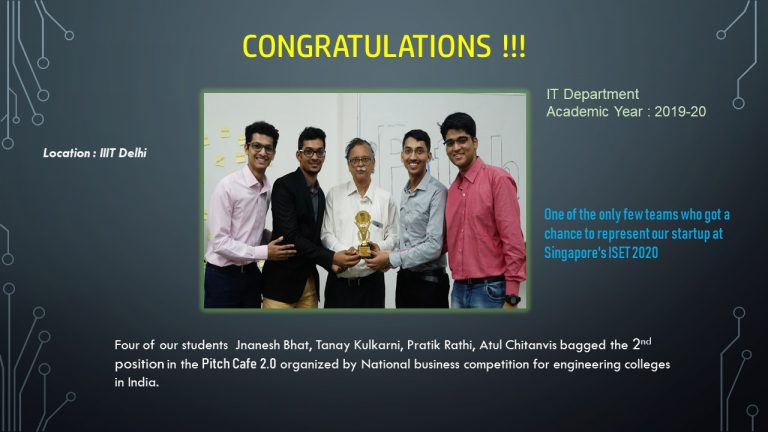 CONGRATULATIONS !!!
IT Department
Academic Year : 2019-20
Location : IIIT Delhi
One of the only few teams who got a
chance to represent our startup at
Singapore's ISET 2020
Four of our students Jnanesh Bhat, Tanay Kulkarni, Pratik Rathi, Atul Chitanvis bagged the 2nd
position in the Pitch Cafe 2.0 organized by National business competition for engineering colleges
in India.